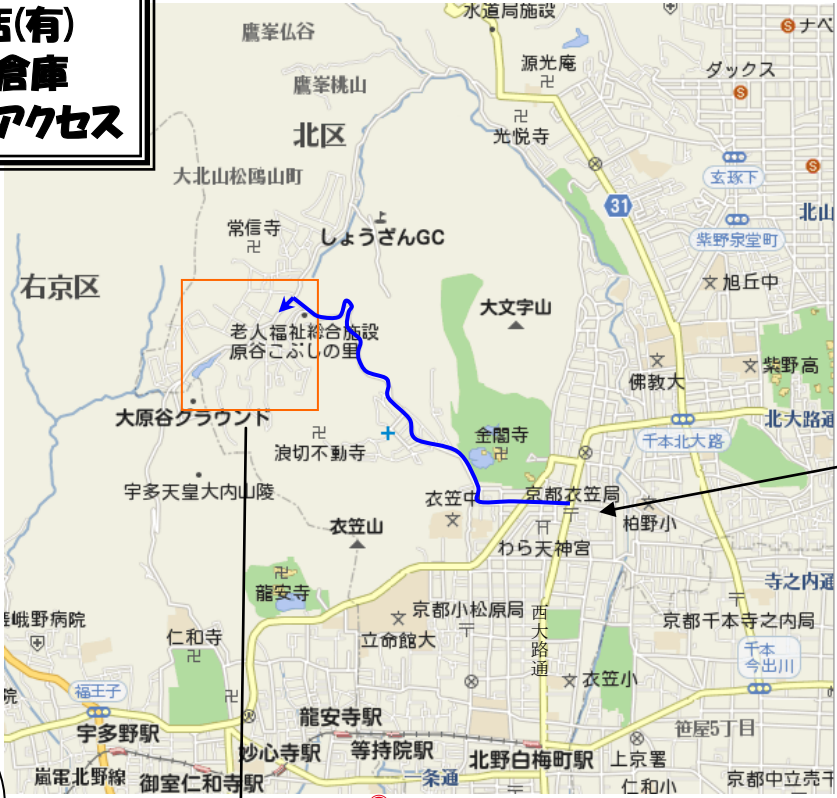 店(有)
倉庫
アクセス
水道局施設
鷹峯仏谷
ナベ
源光庵
ダックス
鷹峯桃山
北区
光悦寺
玄琢下
大北山松鴎山町
31
北山
常信寺
しょうざんGC
紫野泉堂町
右京区
旭丘中
大文字山
老人福祉総合施設
原谷こぶしの里
紫野高
佛教大
大原谷グラウンド
北大路通
千本北大路
金閣寺
浪切不動寺
宇多天皇大内山陵
衣笠中
京都衣笠局
柏野小
衣笠山
わら天神宮
寺之内通
龍安寺
京都小松原局
西大路通
京都千本寺之内局
嵯峨野病院
仁和寺
立命館大
千本
今出川
衣笠小
院
福王子
龍安寺駅
笹屋5丁目
宇多野駅
妙心寺駅
等持院駅
北野白梅町駅
上京署
嵐電北野線
御室仁和寺駅
一条通
仁和小
京都中立売千